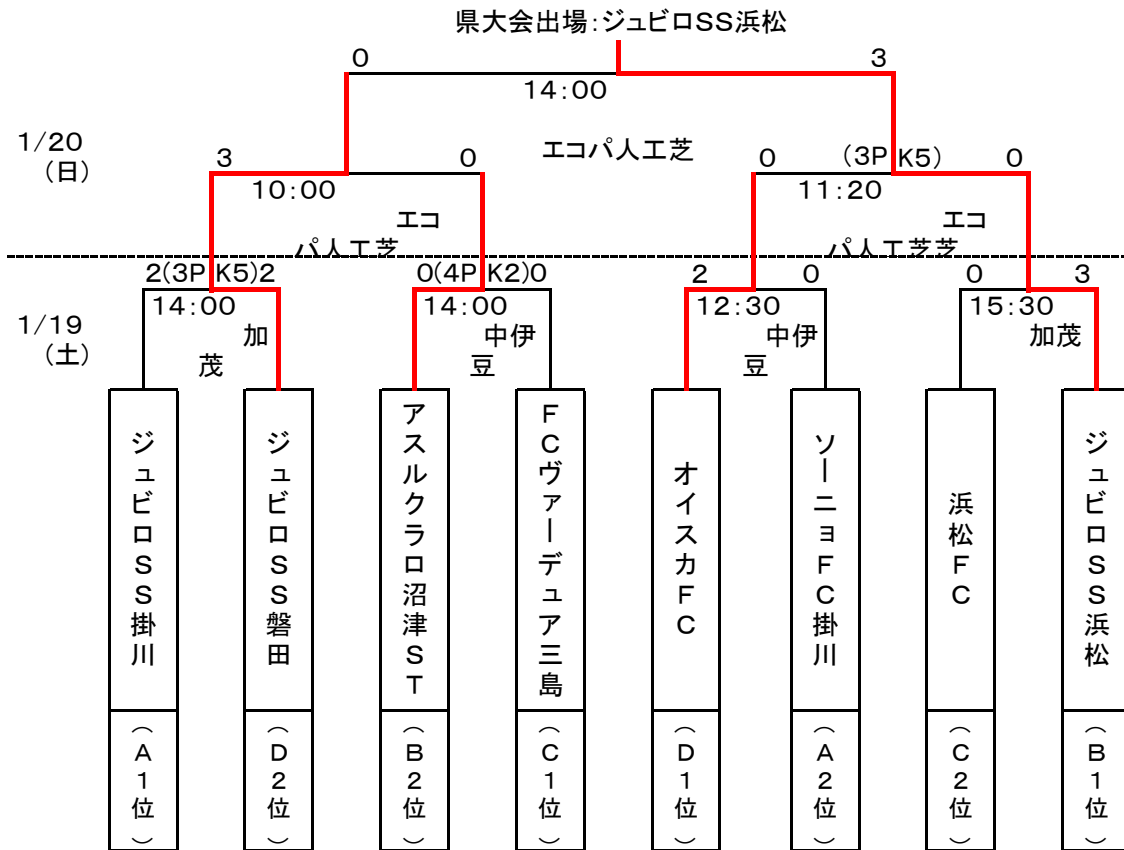 県大会出場:ジュビロSS浜松
0
3
14:00
1/20
(日)
エコパ人工芝
3
0
0
(3PK5)
0
10:00
11:20
エコ
パ人工芝
エコ
パ人工芝芝
2(3PK5)2
0(4PK2)0
2
0
0
3
14:00
14:00
12:30
15:30
1/19
(土)
加
茂
中伊
豆
中伊
豆
加茂
ジュビロSS掛川
ジュビロSS磐田
アスルクラロ沼津ST
FCヴァーデュア三島
オイスカFC
ソーニョFC掛川
浜松FC
ジュビロSS浜松
(A1位)
(D2位)
(B2位)
(C1位)
(D1位)
(A2位)
(C2位)
(B1位)